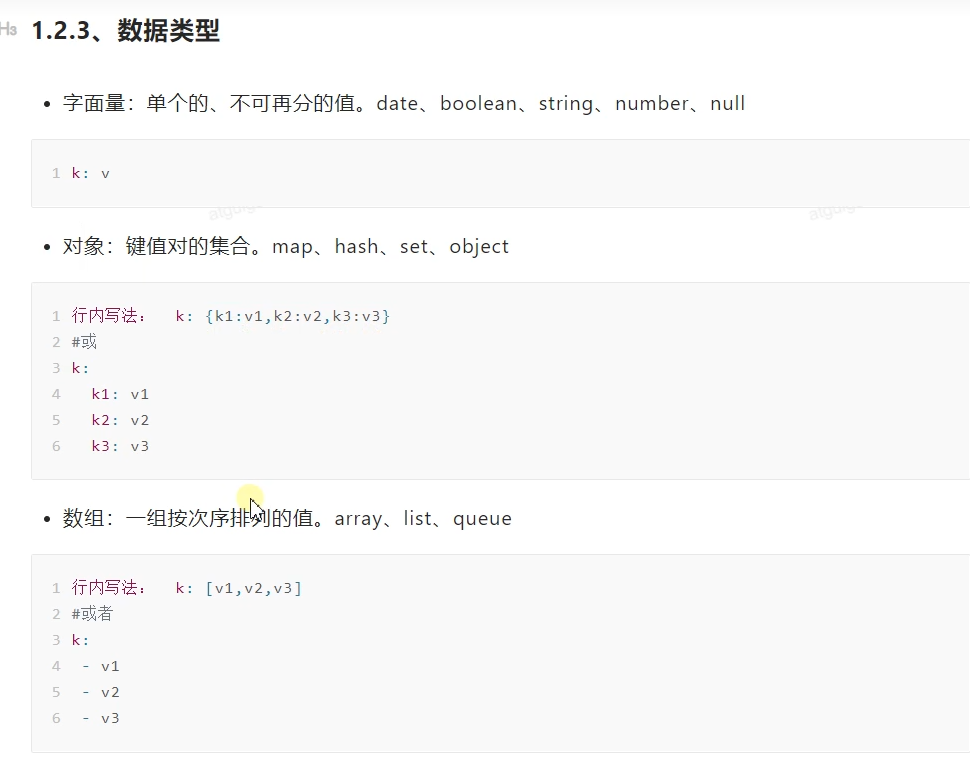 H3 1.2.3、数据类型
• 字面量：单个的、不可再分的值。date、boolean、string、number、null
1 k: v
• 对象：键值对的集合。map、hash、set、object
1 行内写法：  k: {k1:v1,k2:v2,k3:v3}
2 #或
3 k:
4   k1: v1
5   k2: v2
6   k3: v3
• 数组：一组按次序排列的值。array、list、queue
1 行内写法：  k: [v1,v2,v3]
2 #或者
3 k:
4  - v1
5  - v2
6  - v3